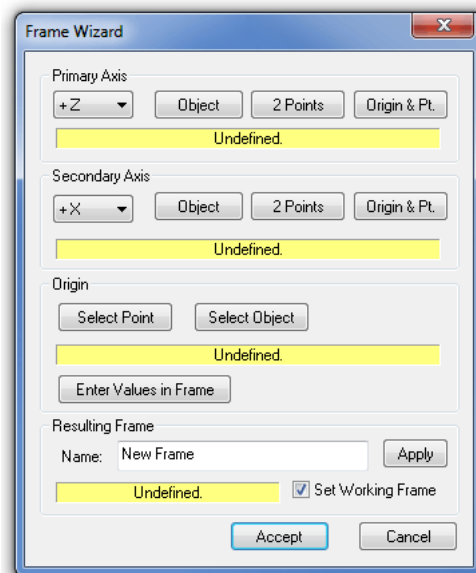 Frame Wizard
Primary Axis
+Z Object 2 Points Origin & Pt.
Undefined.
Secondary Axis
+X Object 2 Points Origin & Pt.
Undefined.
Origin
Select Point Select Object
Undefined.
Enter Values in Frame
Resulting Frame
Name: New Frame Apply
Undefined. Set Working Frame
Accept Cancel